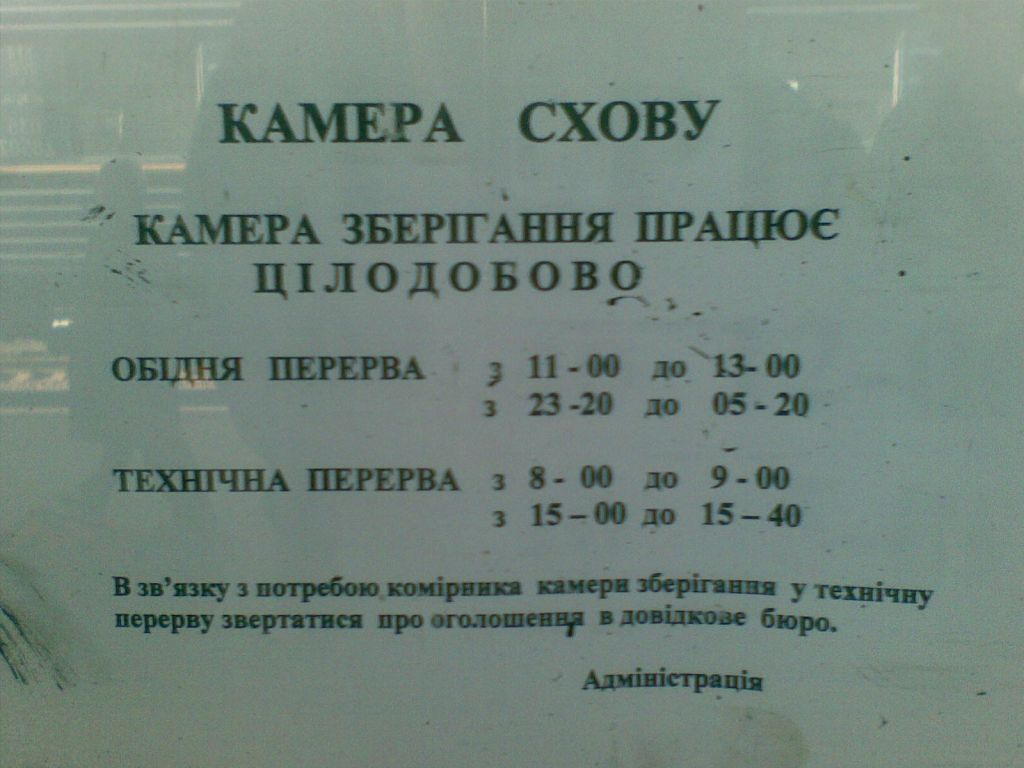 КАМЕРА СХОВУ
КАМЕРА ЗБЕРІГАННЯ ПРАЦЮЄ
ЦІЛОДОБОВО
ОБІДНЯ ПЕРЕРВА з 11 - 00 до 13- 00
з 23 -20 до 05 - 20
ТЕХНІЧНА ПЕРЕРВА з 8 - 00 до 9 - 00
з 15 – 00 до 15 – 40
В зв’язку з потребою комірника камери зберігання у технічну
перерву звертатися про оголошення в довідкове бюро.
Адміністрація